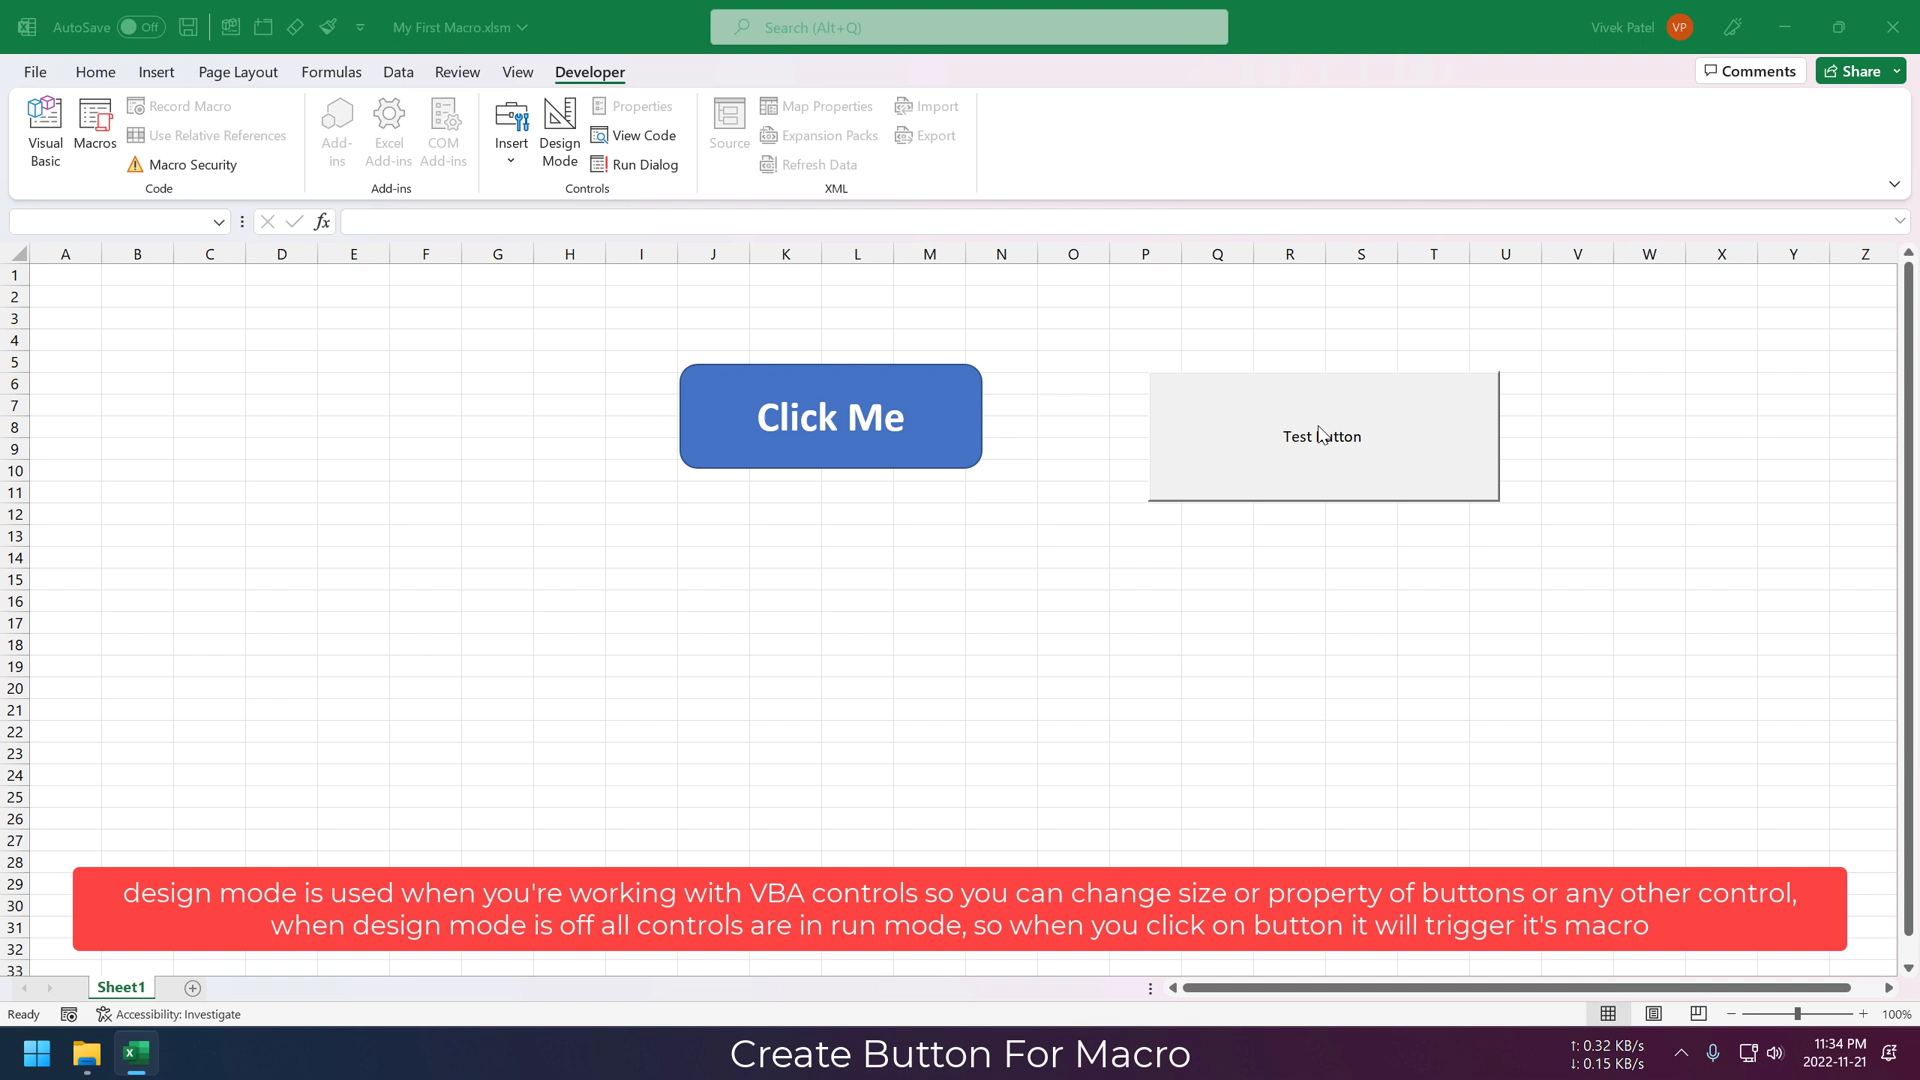 AutoSave Off My First Macro.xlsm Search (Alt+Q) Vivek Patel VP
File Home Insert Page Layout Formulas Data Review View Developer Comments Share
Visual Basic
Macros
Record Macro
Use Relative References
Macro Security
Code
Add-ins
Excel Add-ins
COM Add-ins
Add-ins
Insert
Design Mode
Properties
View Code
Run Dialog
Controls
Source
Map Properties
Expansion Packs
Refresh Data
Import
Export
XML
fx
A B C D E F G H I J K L M N O P Q R S T U V W X Y Z
1
2
3
4
5
6
7
8
9
10
11
12
13
14
15
16
17
18
19
20
21
22
23
24
25
26
27
28
29
30
31
32
33
Click Me
Test Button
design mode is used when you're working with VBA controls so you can change size or property of buttons or any other control,
when design mode is off all controls are in run mode, so when you click on button it will trigger it's macro
Sheet1
Ready Accessibility: Investigate 100%
Create Button For Macro
↑: 0.32 KB/s
↓: 0.15 KB/s
11:34 PM
2022-11-21